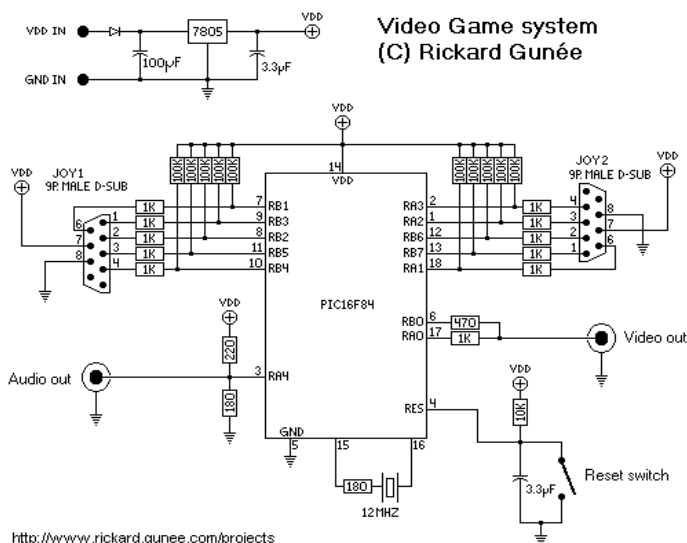 Video Game system
(C) Rickard Gunée
VDD IN
7805
VDD
100µF
3.3µF
GND IN
VDD
14
VDD
100K 100K 100K 100K 100K
100K 100K 100K 100K 100K
VDD
JOY1
9P. MALE D-SUB
JOY2
9P. MALE D-SUB
VDD
6 1 7 2 8 3 4
1K 7 RB1
1K 9 RB3
1K 8 RB2
1K 11 RB5
1K 10 RB4
RA3 2 1K 4
RA2 1 1K 3
RB6 12 1K 2
RB7 13 1K 1
RA1 18 1K
8 7 6
PIC16F84
RB0 6 470
RA0 17 1K
Video out
VDD
220
Audio out
3 RA4
180
VDD
10K
RES 4
GND
5
15
16
180
12MHZ
3.3µF
Reset switch
http://www.rickard.gunee.com/projects